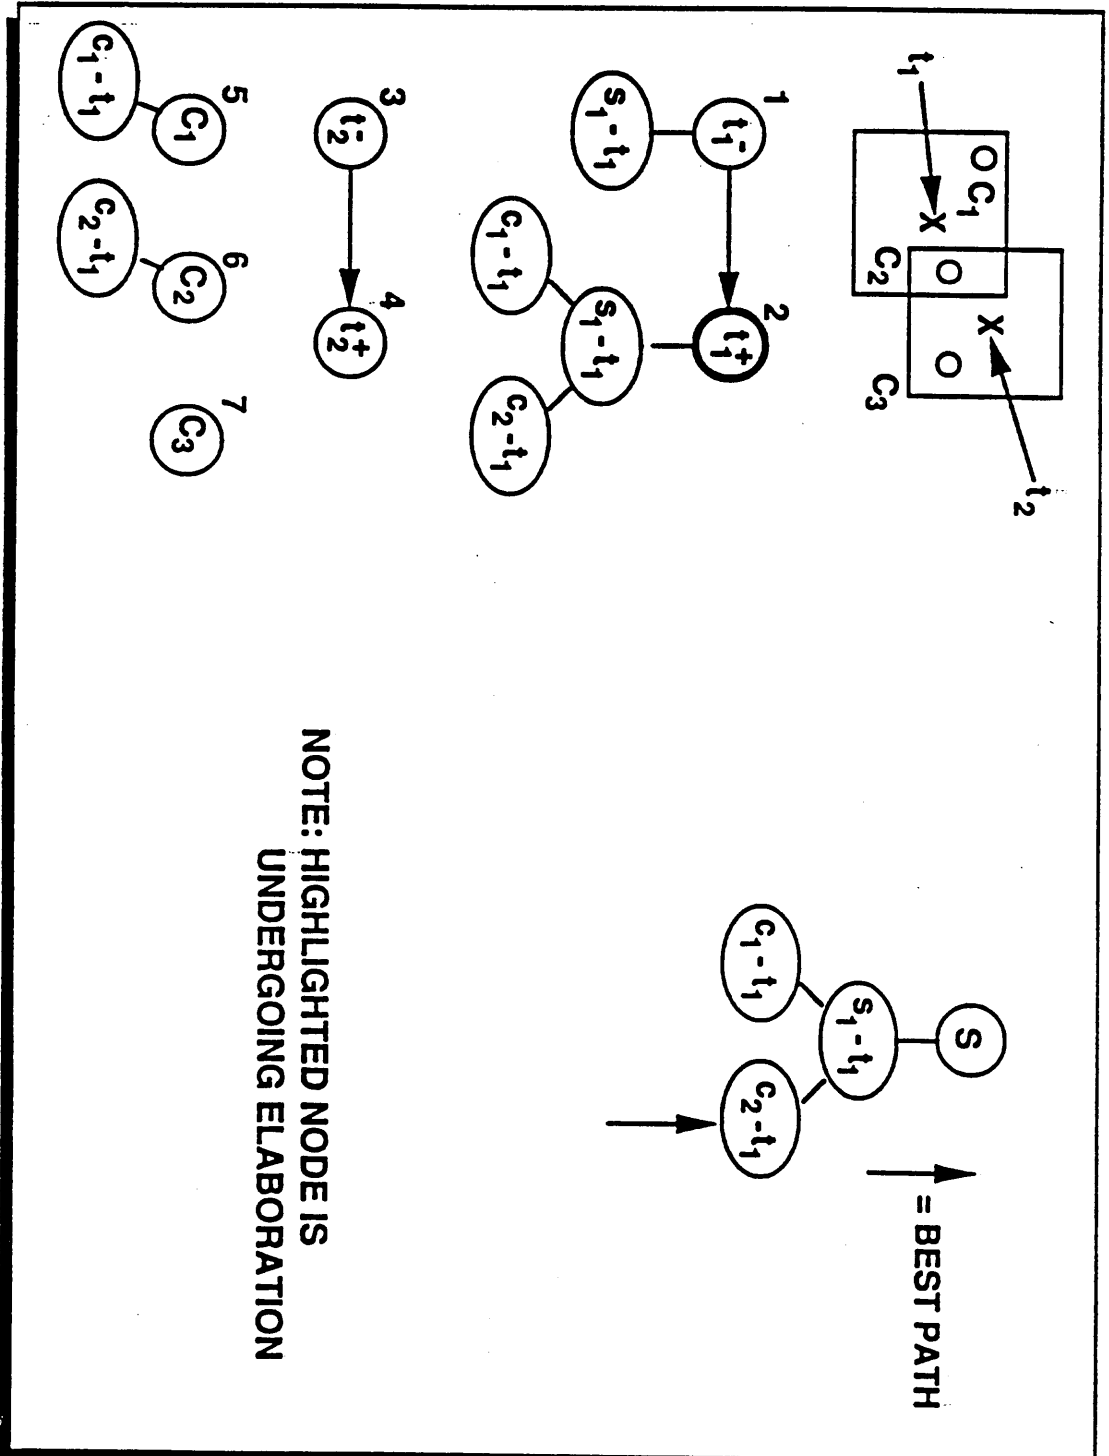 t₁
t₂
C₁
C₂
C₃
1
2
t₁⁻
t₁⁺
s₁-t₁
s₁-t₁
c₁-t₁
c₂-t₁
3
4
t₂⁻
t₂⁺
5
6
7
C₁
C₂
C₃
c₁-t₁
c₂-t₁
= BEST PATH
S
s₁-t₁
c₁-t₁
c₂-t₁
NOTE: HIGHLIGHTED NODE IS
UNDERGOING ELABORATION